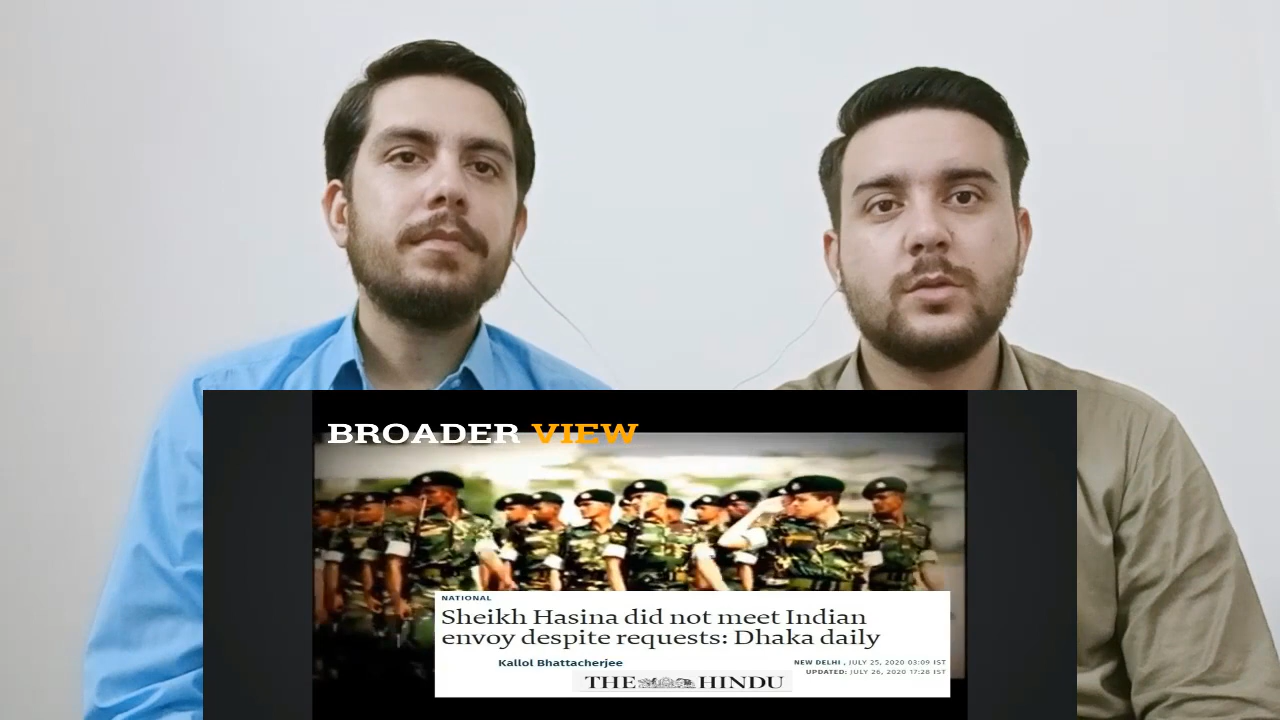 BROADER VIEW
NATIONAL
Sheikh Hasina did not meet Indian
envoy despite requests: Dhaka daily
Kallol Bhattacherjee
NEW DELHI, JULY 25, 2020 03:09 IST
UPDATED: JULY 26, 2020 17:28 IST
THE HINDU